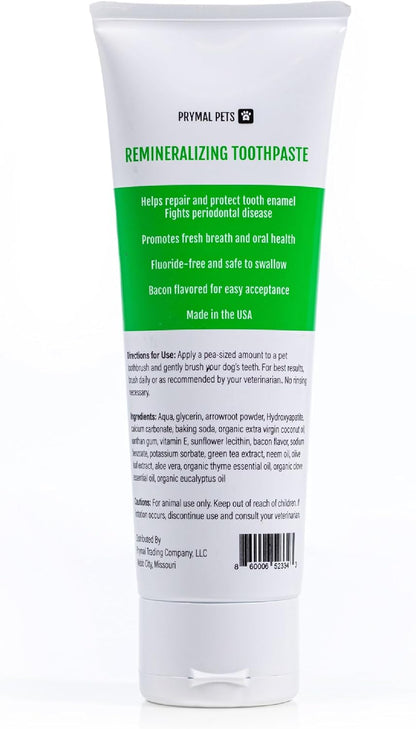 PRYMAL PETS
REMINERALIZING TOOTHPASTE
Helps repair and protect tooth enamel
Fights periodontal disease
Promotes fresh breath and oral health
Fluoride-free and safe to swallow
Bacon flavored for easy acceptance
Made in the USA
Directions for Use: Apply a pea-sized amount to a pet
toothbrush and gently brush your dog's teeth. For best results,
brush daily or as recommended by your veterinarian. No rinsing
necessary.
Ingredients: Aqua, glycerin, arrowroot powder, Hydroxyapatite,
calcium carbonate, baking soda, organic extra virgin coconut oil,
xanthan gum, vitamin E, sunflower lecithin, bacon flavor, sodium
benzoate, potassium sorbate, green tea extract, neem oil, olive
leaf extract, aloe vera, organic thyme essential oil, organic clove
essential oil, organic eucalyptus oil
Cautions: For animal use only. Keep out of reach of children. If
irritation occurs, discontinue use and consult your veterinarian.
Distributed By
Prymal Trading Company, LLC
Webb City, Missouri
8 60006 52334 3